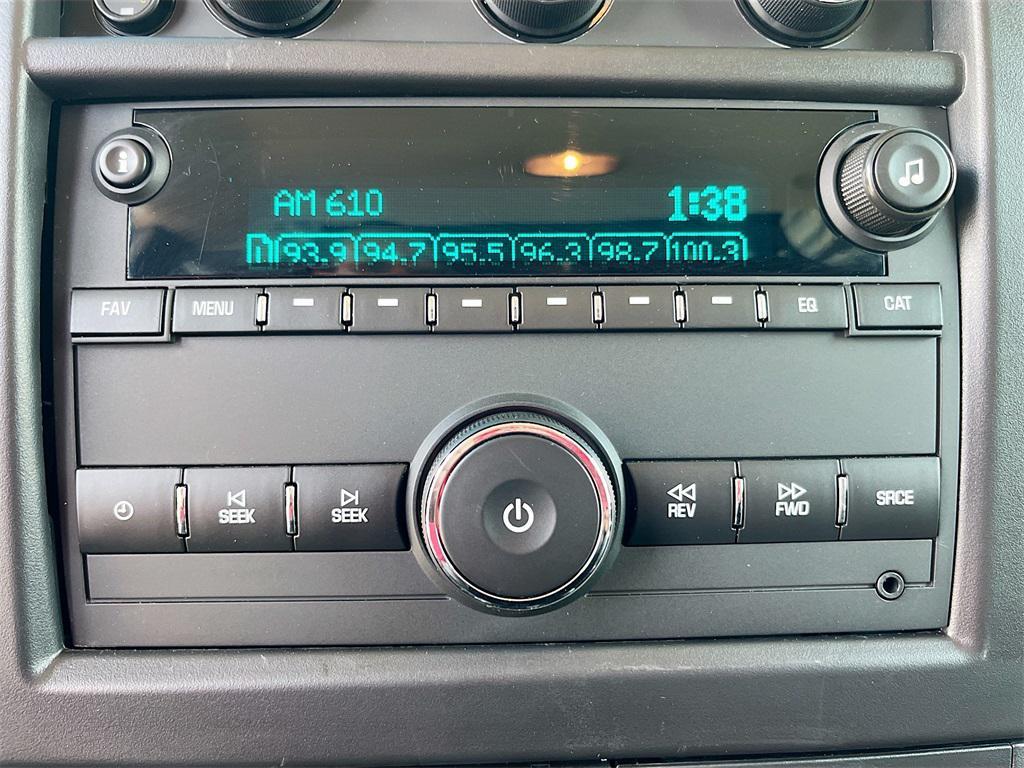 i
AM 610 1:38
1 93.9 94.7 95.5 96.3 98.7 100.3
FAV MENU EQ CAT
SEEK SEEK REV FWD SRCE